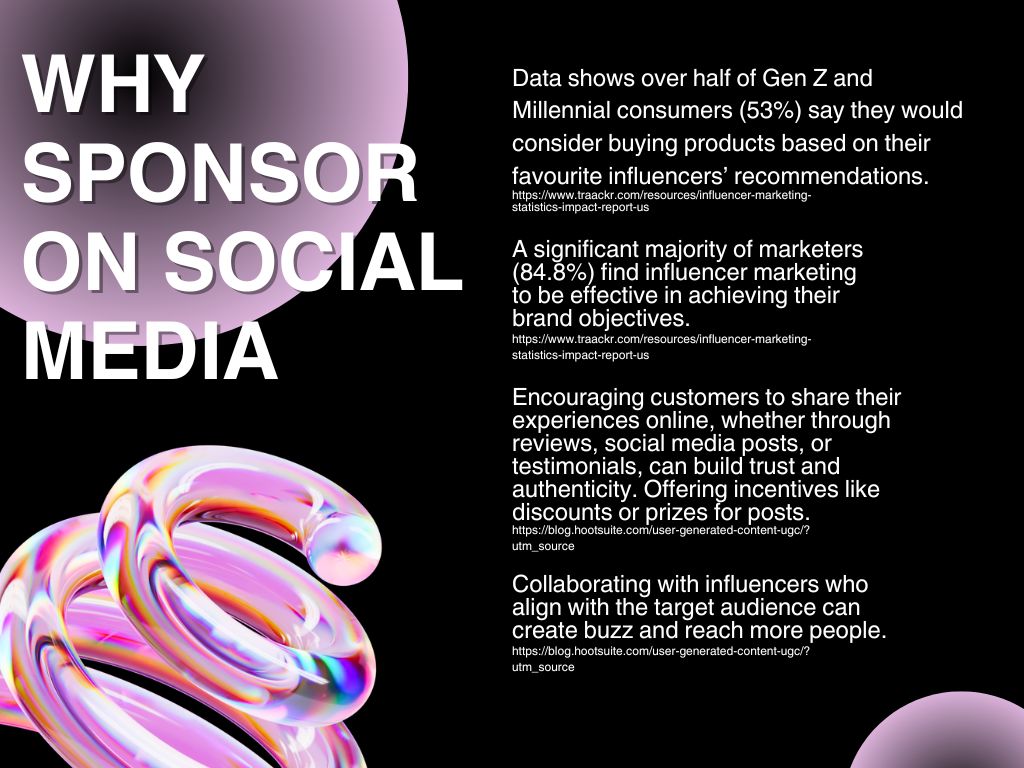 WHY
SPONSOR
ON SOCIAL
MEDIA
Data shows over half of Gen Z and
Millennial consumers (53%) say they would
consider buying products based on their
favourite influencers’ recommendations.
https://www.traackr.com/resources/influencer-marketing-
statistics-impact-report-us
A significant majority of marketers
(84.8%) find influencer marketing
to be effective in achieving their
brand objectives.
https://www.traackr.com/resources/influencer-marketing-
statistics-impact-report-us
Encouraging customers to share their
experiences online, whether through
reviews, social media posts, or
testimonials, can build trust and
authenticity. Offering incentives like
discounts or prizes for posts.
https://blog.hootsuite.com/user-generated-content-ugc/?
utm_source
Collaborating with influencers who
align with the target audience can
create buzz and reach more people.
https://blog.hootsuite.com/user-generated-content-ugc/?
utm_source